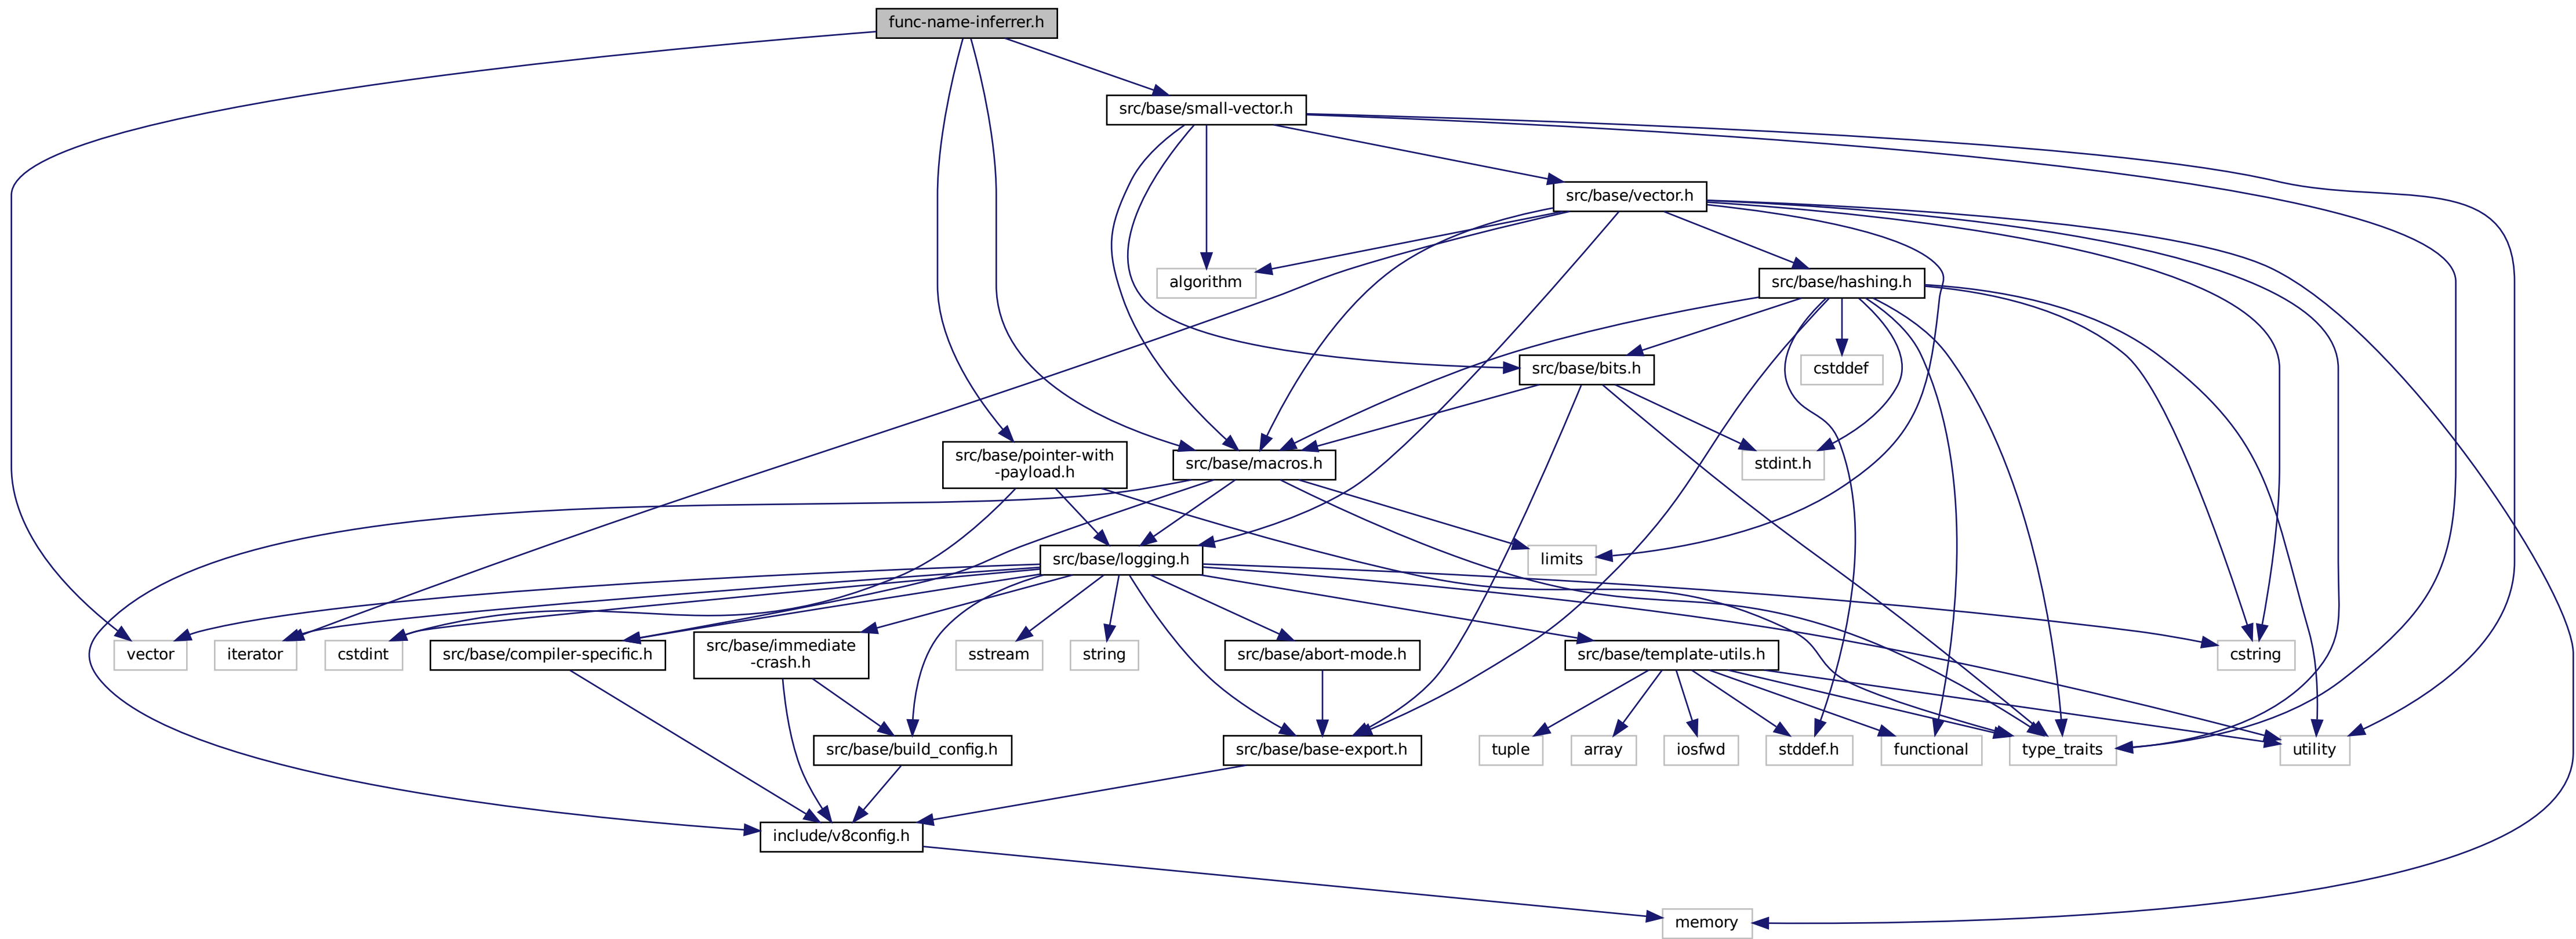 func-name-inferrer.h
src/base/small-vector.h
src/base/vector.h
algorithm
src/base/hashing.h
src/base/bits.h
cstddef
src/base/pointer-with
-payload.h
src/base/macros.h
stdint.h
src/base/logging.h
limits
vector
iterator
cstdint
src/base/compiler-specific.h
src/base/immediate
-crash.h
sstream
string
src/base/abort-mode.h
src/base/template-utils.h
cstring
src/base/build_config.h
src/base/base-export.h
tuple
array
iosfwd
stddef.h
functional
type_traits
utility
include/v8config.h
memory